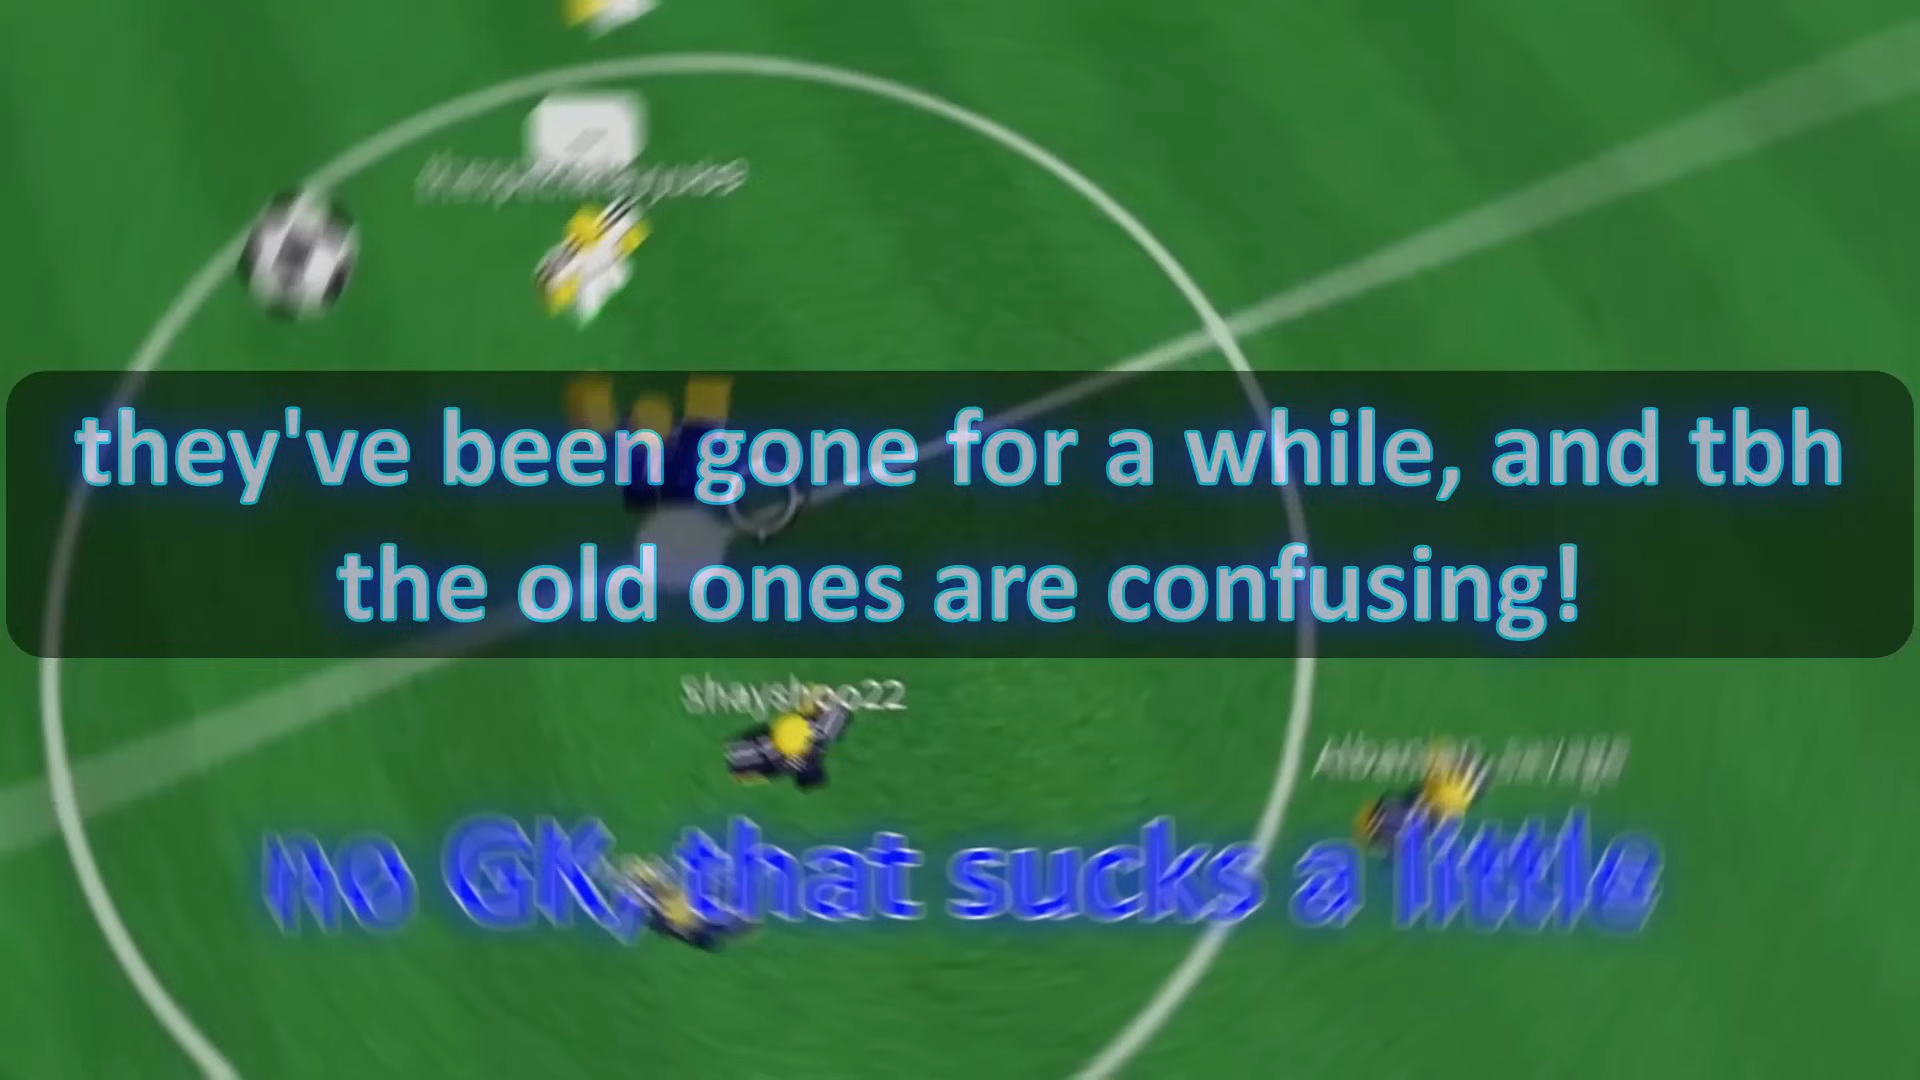 they've been gone for a while, and tbh
the old ones are confusing!
Shayshoo22
no GK, that sucks a little